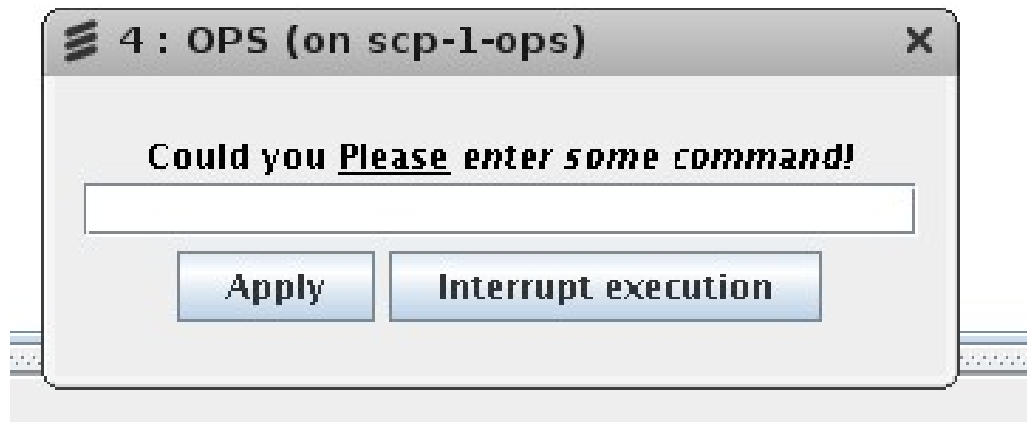 4 : OPS (on scp-1-ops)
Could you Please enter some command!
Apply Interrupt execution